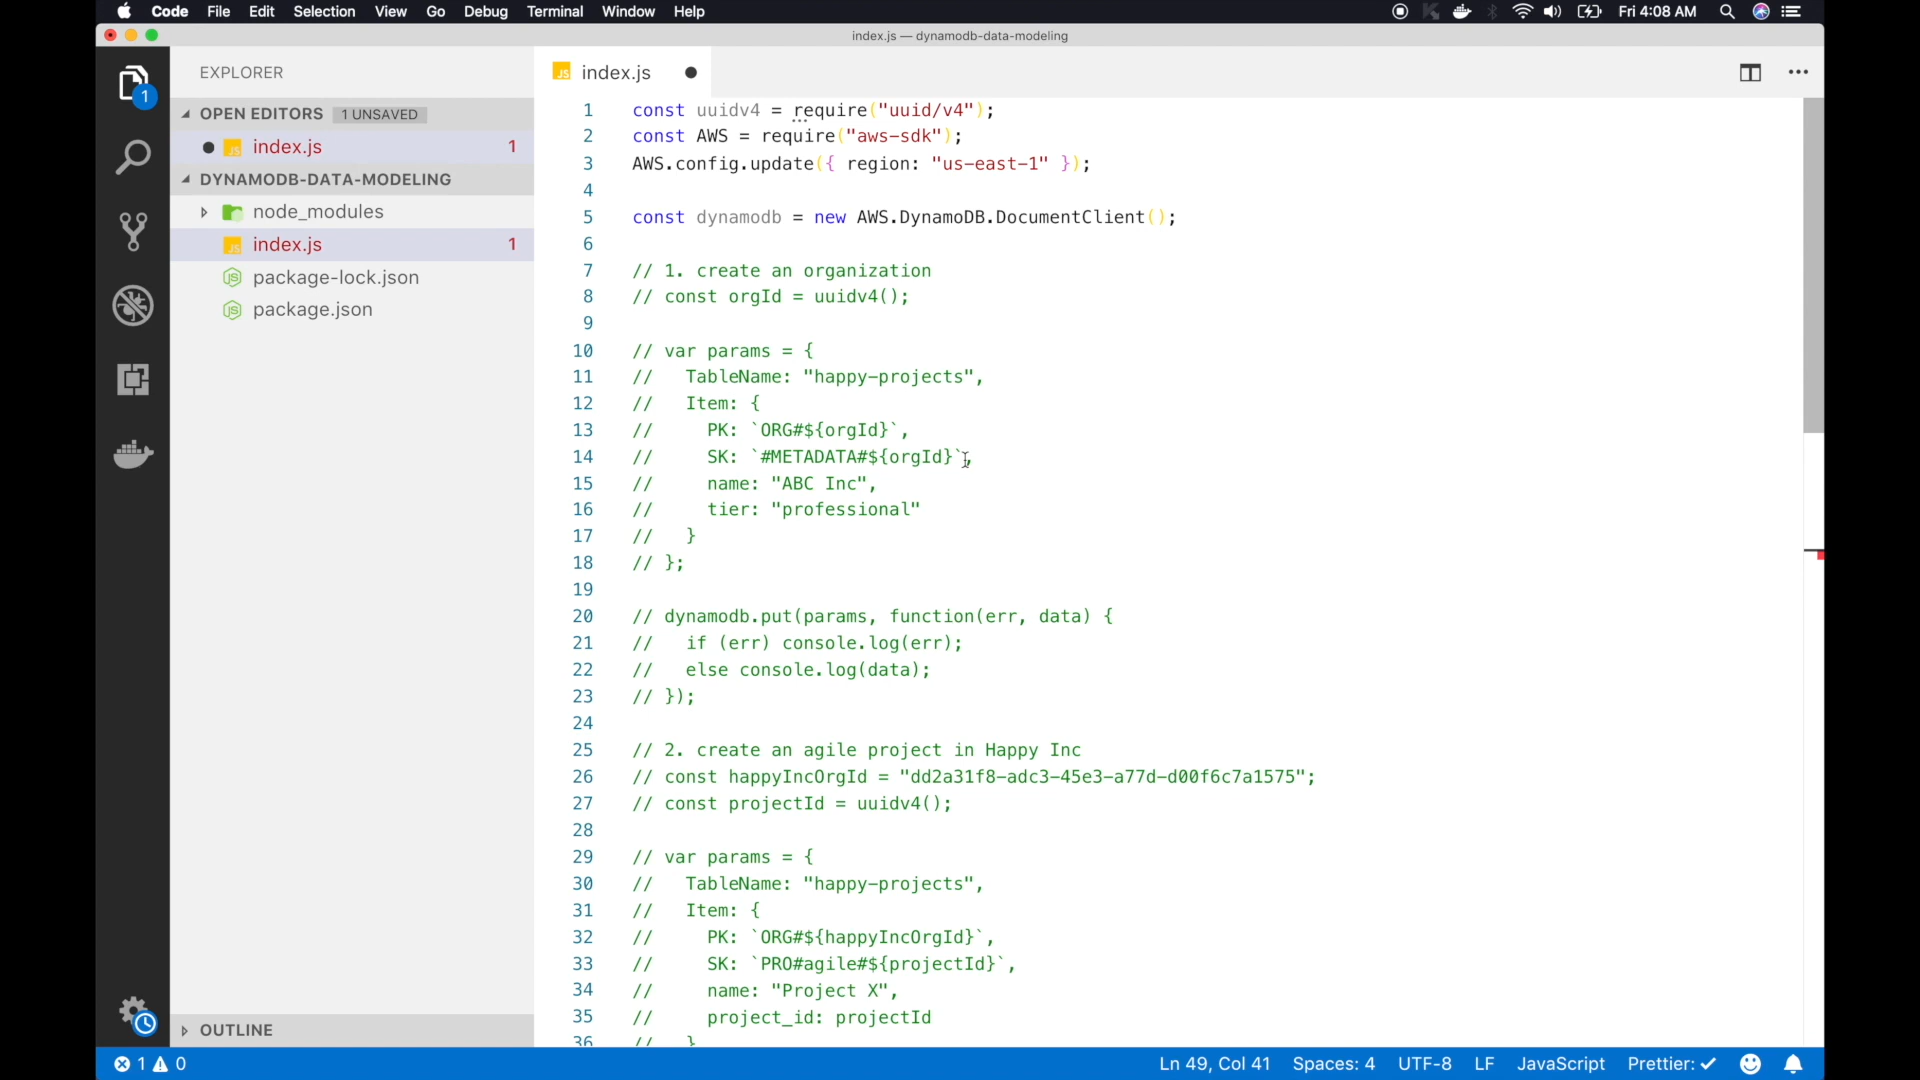 Code File Edit Selection View Go Debug Terminal Window Help Fri 4:08 AM
index.js — dynamodb-data-modeling
EXPLORER
1
OPEN EDITORS 1 UNSAVED
index.js 1
DYNAMODB-DATA-MODELING
node_modules
index.js 1
package-lock.json
package.json
OUTLINE
index.js
1 const uuidv4 = require("uuid/v4");
2 const AWS = require("aws-sdk");
3 AWS.config.update({ region: "us-east-1" });
4
5 const dynamodb = new AWS.DynamoDB.DocumentClient();
6
7 // 1. create an organization
8 // const orgId = uuidv4();
9
10 // var params = {
11 //   TableName: "happy-projects",
12 //   Item: {
13 //     PK: `ORG#${orgId}`,
14 //     SK: `#METADATA#${orgId}`,
15 //     name: "ABC Inc",
16 //     tier: "professional"
17 //   }
18 // };
19
20 // dynamodb.put(params, function(err, data) {
21 //   if (err) console.log(err);
22 //   else console.log(data);
23 // });
24
25 // 2. create an agile project in Happy Inc
26 // const happyIncOrgId = "dd2a31f8-adc3-45e3-a77d-d00f6c7a1575";
27 // const projectId = uuidv4();
28
29 // var params = {
30 //   TableName: "happy-projects",
31 //   Item: {
32 //     PK: `ORG#${happyIncOrgId}`,
33 //     SK: `PRO#agile#${projectId}`,
34 //     name: "Project X",
35 //     project_id: projectId
36 //   }
1 0 Ln 49, Col 41 Spaces: 4 UTF-8 LF JavaScript Prettier: ✓